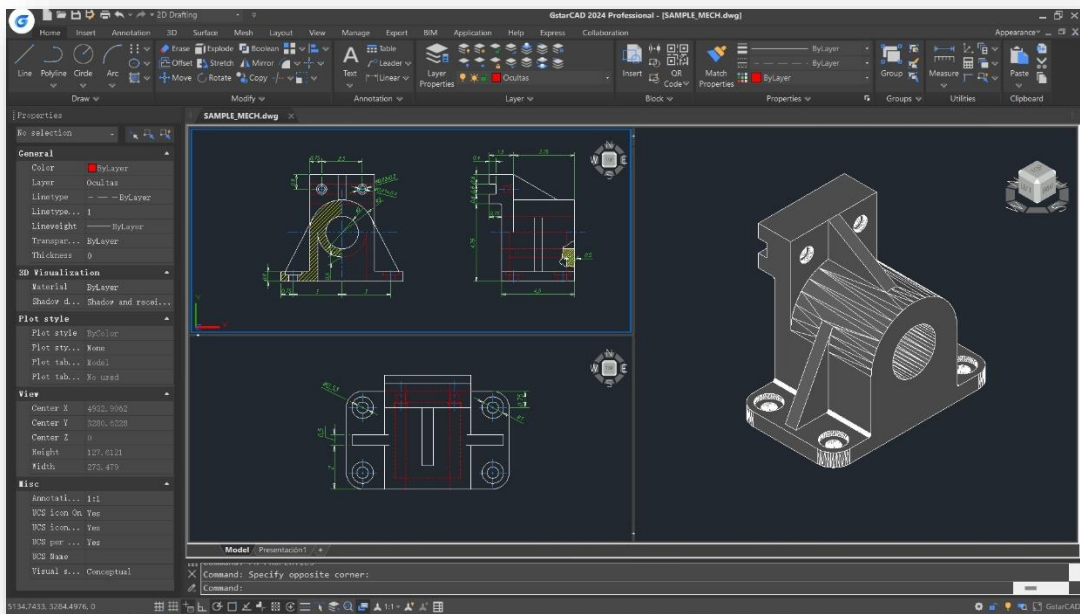 2D Drafting
GstarCAD 2024 Professional - [SAMPLE_MECH.dwg]
Home Insert Annotation 3D Surface Mesh Layout View Manage Export BIM Application Help Express Collaboration Appearance
Line Polyline Circle Arc
Erase Explode Boolean
Offset Stretch Mirror
Move Rotate Copy
Text
Table
Leader
Linear
Layer Properties
Ocultas
Insert
QR Code
Match Properties
ByLayer
ByLayer
ByLayer
Group
Measure
Paste
Draw Modify Annotation Layer Block Properties Groups Utilities Clipboard
SAMPLE_MECH.dwg
Properties
No selection
General
Color ByLayer
Layer Ocultas
Linetype ByLayer
Linetype... 1
Lineweight ByLayer
Transpar... ByLayer
Thickness 0
3D Visualization
Material ByLayer
Shadow d... Shadow and recei...
Plot style
Plot style ByColor
Plot sty... None
Plot tab... Model
Plot tab... No used
View
Center X 4932.9062
Center Y 3280.6228
Center Z 0
Height 127.6121
Width 273.479
Misc
Annotati... 1:1
UCS icon On Yes
UCS icon... Yes
UCS per ... Yes
UCS Name
Visual s... Conceptual
Model Presentación1 +
Command: Specify opposite corner:
Command:
5134.7433, 3284.4976, 0
1:1
GstarCAD